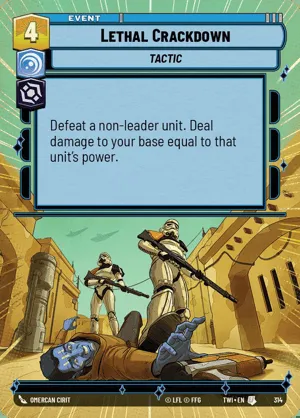 4
EVENT
LETHAL CRACKDOWN
TACTIC
Defeat a non-leader unit. Deal
damage to your base equal to that
unit's power.
OMERCAN CIRIT
© LFL © FFG
TWI • EN
314